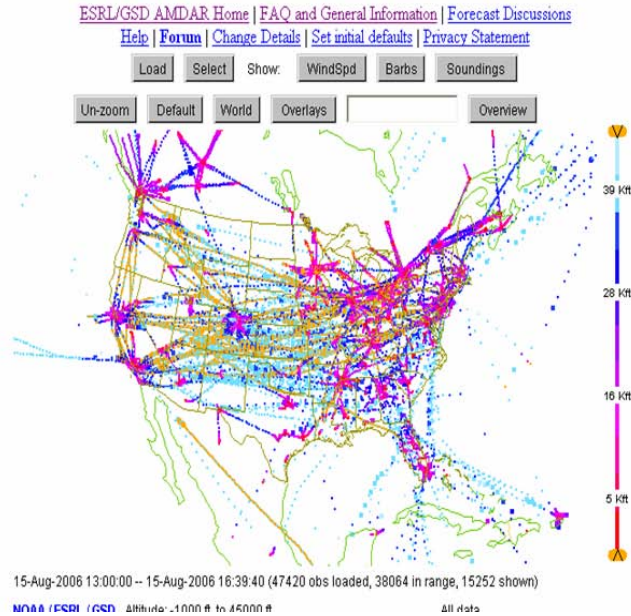 ESRL/GSD AMDAR Home | FAQ and General Information | Forecast Discussions
Help | Forum | Change Details | Set initial defaults | Privacy Statement
Load Select Show: WindSpd Barbs Soundings
Un-zoom Default World Overlays Overview
39 Kft
28 Kft
16 Kft
5 Kft
15-Aug-2006 13:00:00 -- 15-Aug-2006 16:39:40 (47420 obs loaded, 38064 in range, 15252 shown)
NOAA / ESRL / GSD Altitude: -1000 ft. to 45000 ft. All data